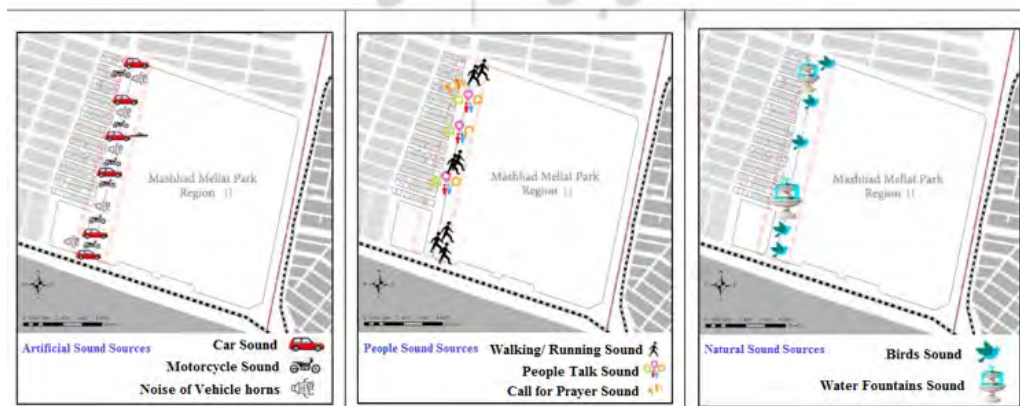 Mashhad Mellat Park
Region 11
Artificial Sound Sources
Car Sound
Motorcycle Sound
Noise of Vehicle horns
Mashhad Mellat Park
Region 11
People Sound Sources
Walking/ Running Sound
People Talk Sound
Call for Prayer Sound
Mashhad Mellat Park
Region 11
Natural Sound Sources
Birds Sound
Water Fountains Sound